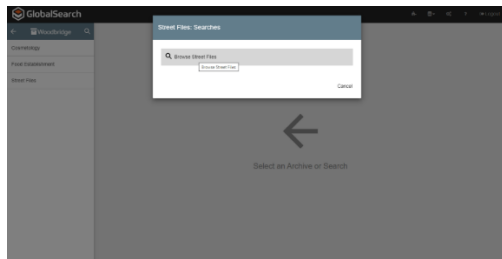 GlobalSearch
Woodbridge
Cosmetology
Food Establishment
Street Files
Street Files: Searches
Browse Street Files
Browse Street Files
Cancel
Select an Archive or Search